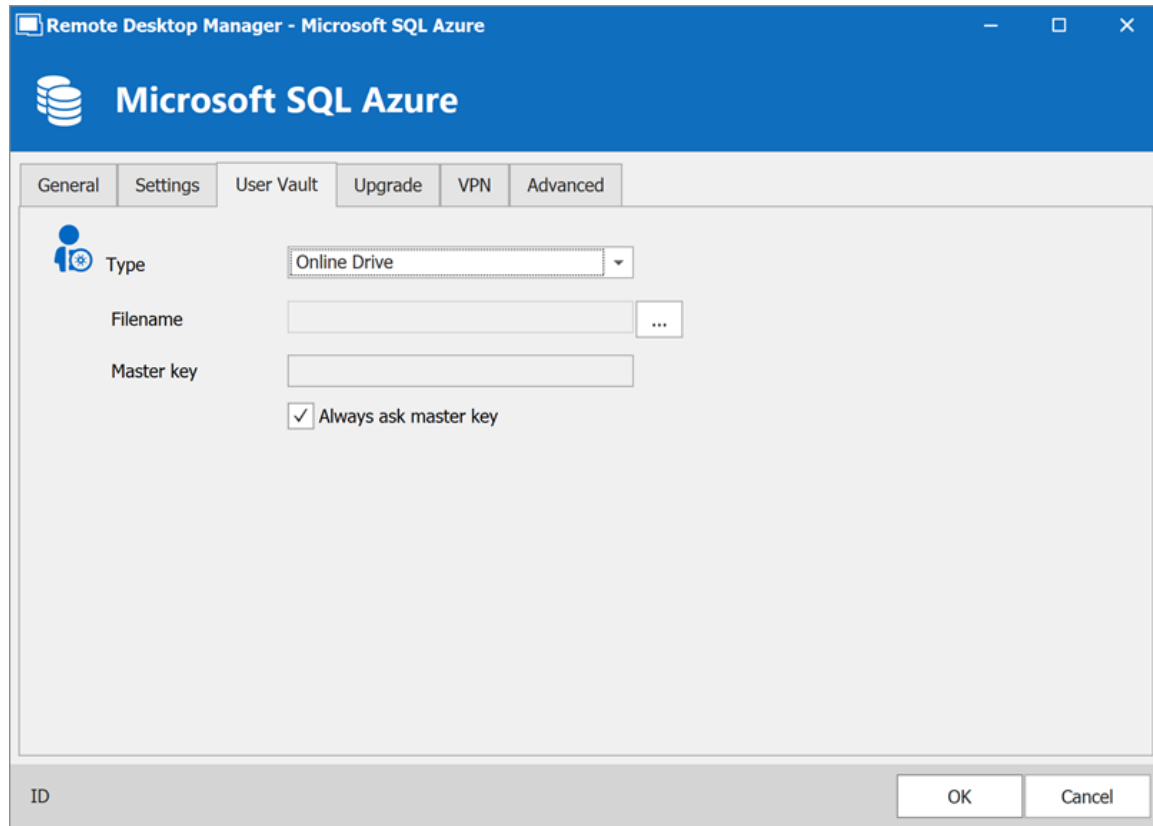 Remote Desktop Manager - Microsoft SQL Azure
Microsoft SQL Azure
General Settings User Vault Upgrade VPN Advanced
Type Online Drive
Filename ...
Master key
Always ask master key
ID OK Cancel